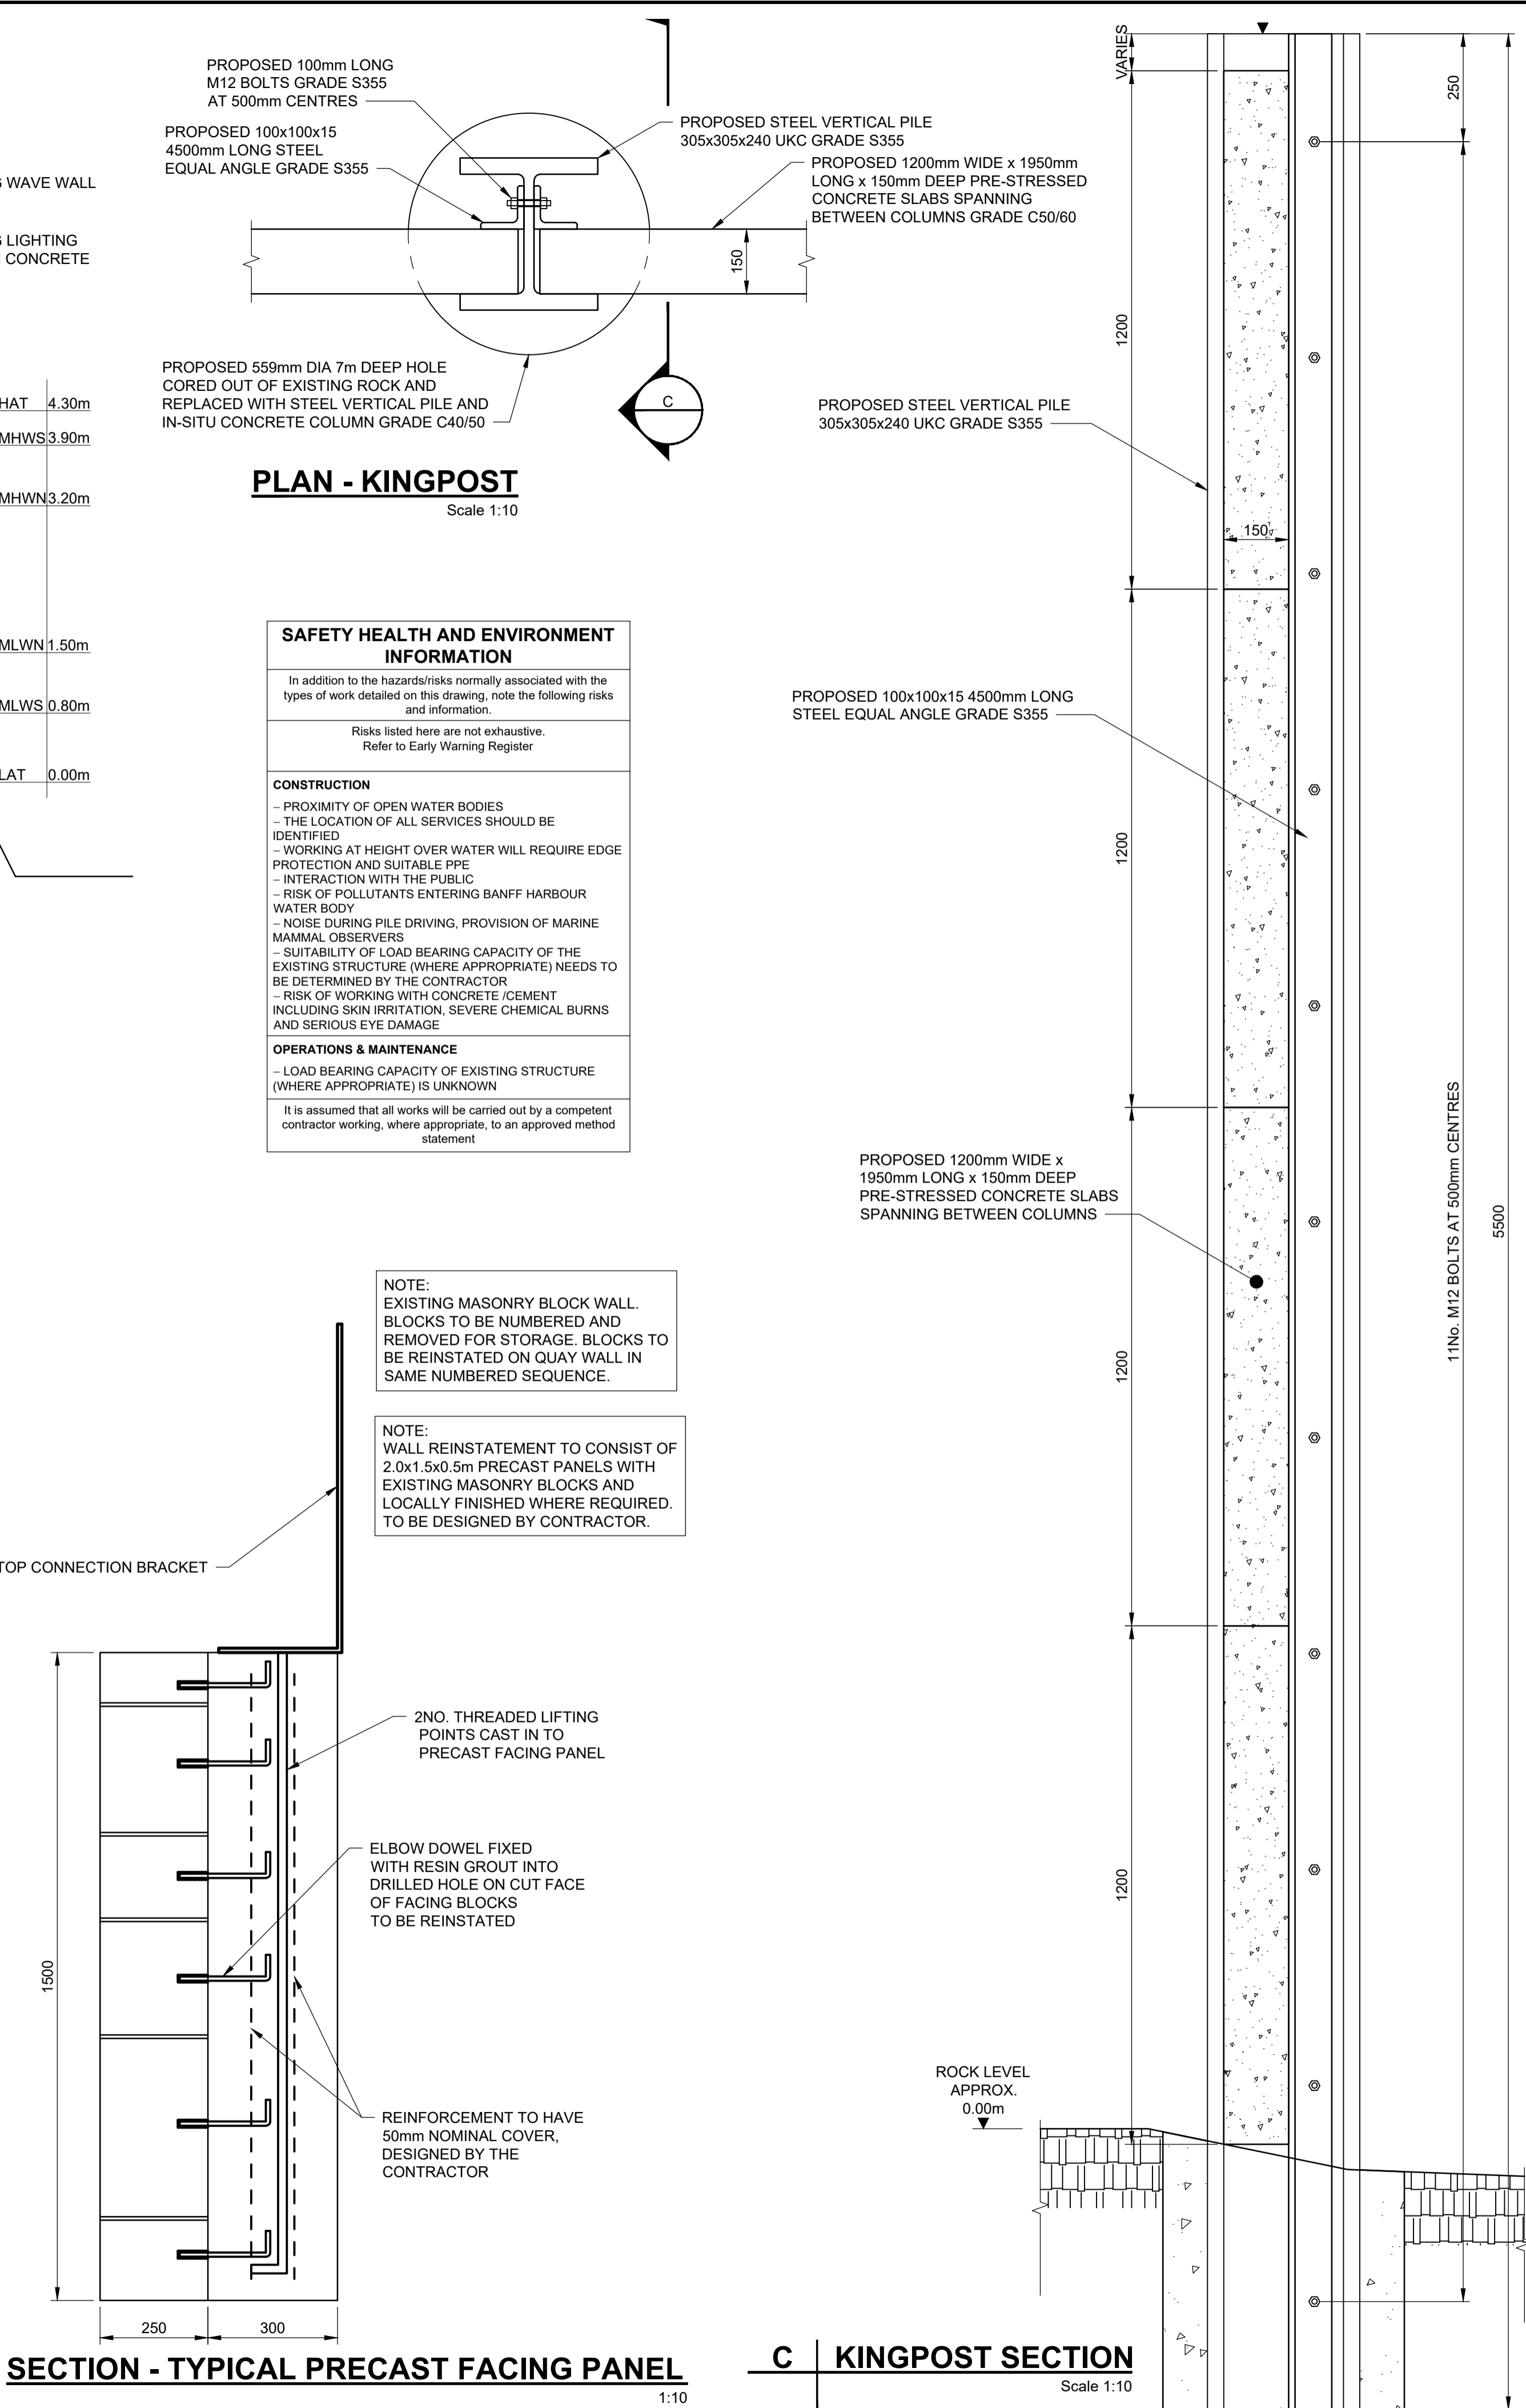 PROPOSED 100mm LONG
M12 BOLTS GRADE S355
AT 500mm CENTRES
PROPOSED 100x100x15
4500mm LONG STEEL
EQUAL ANGLE GRADE S355
PROPOSED STEEL VERTICAL PILE
305x305x240 UKC GRADE S355
PROPOSED 1200mm WIDE x 1950mm
LONG x 150mm DEEP PRE-STRESSED
CONCRETE SLABS SPANNING
BETWEEN COLUMNS GRADE C50/60
150
PROPOSED 559mm DIA 7m DEEP HOLE
CORED OUT OF EXISTING ROCK AND
REPLACED WITH STEEL VERTICAL PILE AND
IN-SITU CONCRETE COLUMN GRADE C40/50
C
PLAN - KINGPOST
Scale 1:10
WAVE WALL
LIGHTING
CONCRETE
HAT 4.30m
MHWS 3.90m
MHWN 3.20m
MLWN 1.50m
MLWS 0.80m
LAT 0.00m
SAFETY HEALTH AND ENVIRONMENT
INFORMATION
In addition to the hazards/risks normally associated with the
types of work detailed on this drawing, note the following risks
and information.
Risks listed here are not exhaustive.
Refer to Early Warning Register
CONSTRUCTION
– PROXIMITY OF OPEN WATER BODIES
– THE LOCATION OF ALL SERVICES SHOULD BE
IDENTIFIED
– WORKING AT HEIGHT OVER WATER WILL REQUIRE EDGE
PROTECTION AND SUITABLE PPE
– INTERACTION WITH THE PUBLIC
– RISK OF POLLUTANTS ENTERING BANFF HARBOUR
WATER BODY
– NOISE DURING PILE DRIVING, PROVISION OF MARINE
MAMMAL OBSERVERS
– SUITABILITY OF LOAD BEARING CAPACITY OF THE
EXISTING STRUCTURE (WHERE APPROPRIATE) NEEDS TO
BE DETERMINED BY THE CONTRACTOR
– RISK OF WORKING WITH CONCRETE /CEMENT
INCLUDING SKIN IRRITATION, SEVERE CHEMICAL BURNS
AND SERIOUS EYE DAMAGE
OPERATIONS & MAINTENANCE
– LOAD BEARING CAPACITY OF EXISTING STRUCTURE
(WHERE APPROPRIATE) IS UNKNOWN
It is assumed that all works will be carried out by a competent
contractor working, where appropriate, to an approved method
statement
NOTE:
EXISTING MASONRY BLOCK WALL.
BLOCKS TO BE NUMBERED AND
REMOVED FOR STORAGE. BLOCKS TO
BE REINSTATED ON QUAY WALL IN
SAME NUMBERED SEQUENCE.
NOTE:
WALL REINSTATEMENT TO CONSIST OF
2.0x1.5x0.5m PRECAST PANELS WITH
EXISTING MASONRY BLOCKS AND
LOCALLY FINISHED WHERE REQUIRED.
TO BE DESIGNED BY CONTRACTOR.
TOP CONNECTION BRACKET
2NO. THREADED LIFTING
POINTS CAST IN TO
PRECAST FACING PANEL
ELBOW DOWEL FIXED
WITH RESIN GROUT INTO
DRILLED HOLE ON CUT FACE
OF FACING BLOCKS
TO BE REINSTATED
REINFORCEMENT TO HAVE
50mm NOMINAL COVER,
DESIGNED BY THE
CONTRACTOR
1500
250
300
SECTION - TYPICAL PRECAST FACING PANEL
1:10
VARIES
250
1200
PROPOSED STEEL VERTICAL PILE
305x305x240 UKC GRADE S355
150
PROPOSED 100x100x15 4500mm LONG
STEEL EQUAL ANGLE GRADE S355
1200
PROPOSED 1200mm WIDE x
1950mm LONG x 150mm DEEP
PRE-STRESSED CONCRETE SLABS
SPANNING BETWEEN COLUMNS
11No. M12 BOLTS AT 500mm CENTRES
5500
1200
1200
ROCK LEVEL
APPROX.
0.00m
C KINGPOST SECTION
Scale 1:10